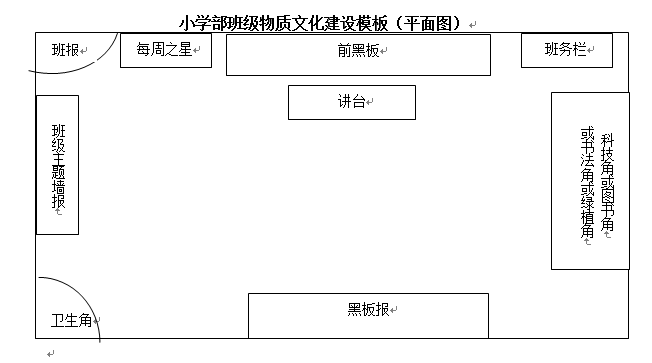 小学部班级物质文化建设模板（平面图）
班报
每周之星
前黑板
班务栏
讲台
班级主题墙报
科技角或图书角
或书法角或绿植角
卫生角
黑板报